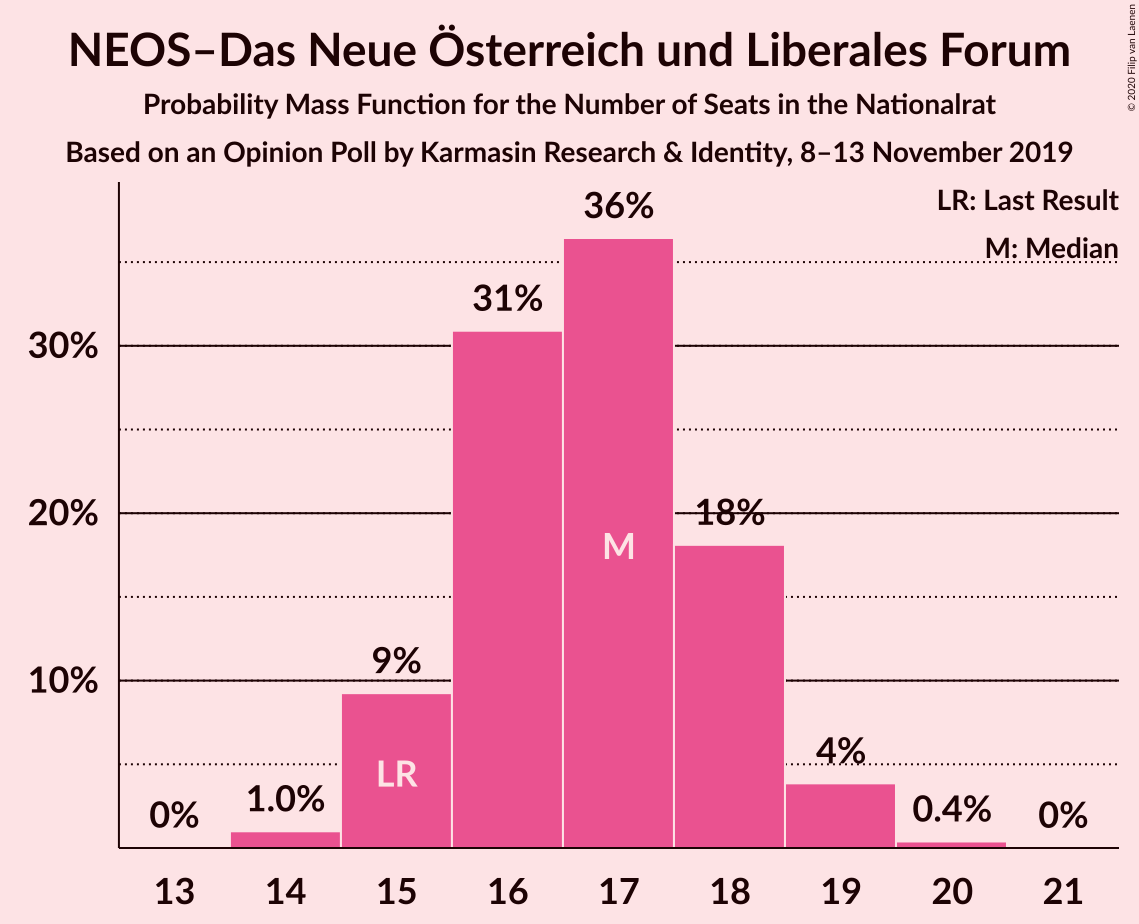 NEOS–Das Neue Österreich und Liberales Forum
Probability Mass Function for the Number of Seats in the Nationalrat
Based on an Opinion Poll by Karmasin Research & Identity, 8–13 November 2019
© 2020 Filip van Laenen
LR: Last Result
M: Median
36%
31%
30%
20%
18%
M
9%
10%
LR
4%
1.0%
0.4%
0%
0%
13 14 15 16 17 18 19 20 21